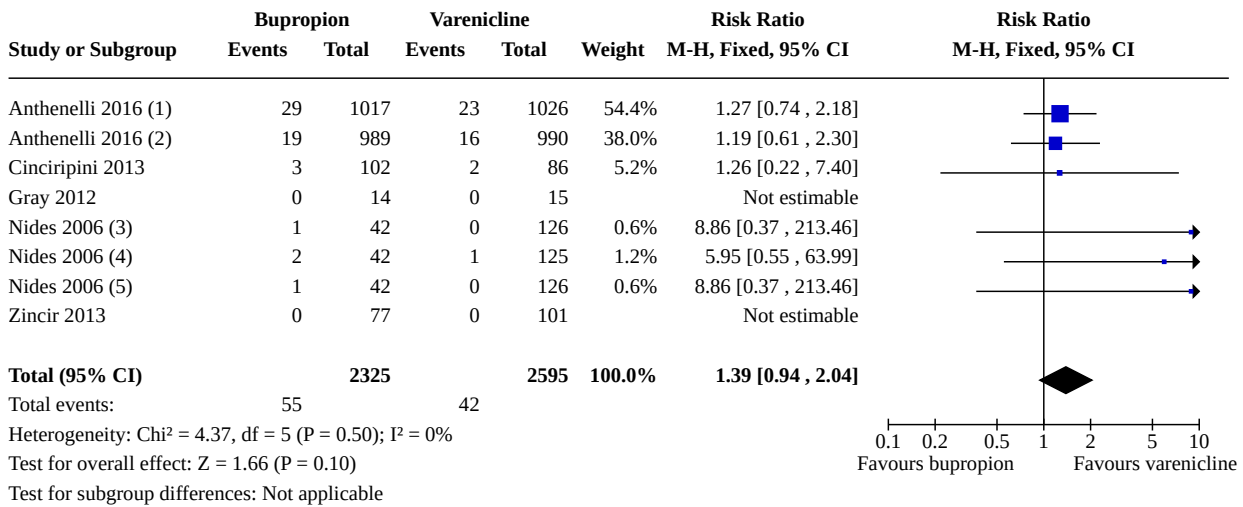 Bupropion Varenicline Risk Ratio Risk Ratio
Study or Subgroup Events Total Events Total Weight M-H, Fixed, 95% CI M-H, Fixed, 95% CI
Anthenelli 2016 (1) 29 1017 23 1026 54.4% 1.27 [0.74 , 2.18]
Anthenelli 2016 (2) 19 989 16 990 38.0% 1.19 [0.61 , 2.30]
Cinciripini 2013 3 102 2 86 5.2% 1.26 [0.22 , 7.40]
Gray 2012 0 14 0 15 Not estimable
Nides 2006 (3) 1 42 0 126 0.6% 8.86 [0.37 , 213.46]
Nides 2006 (4) 2 42 1 125 1.2% 5.95 [0.55 , 63.99]
Nides 2006 (5) 1 42 0 126 0.6% 8.86 [0.37 , 213.46]
Zincir 2013 0 77 0 101 Not estimable
Total (95% CI) 2325 2595 100.0% 1.39 [0.94 , 2.04]
Total events: 55 42
Heterogeneity: Chi² = 4.37, df = 5 (P = 0.50); I² = 0%
Test for overall effect: Z = 1.66 (P = 0.10)
Test for subgroup differences: Not applicable
0.1 0.2 0.5 1 2 5 10
Favours bupropion Favours varenicline